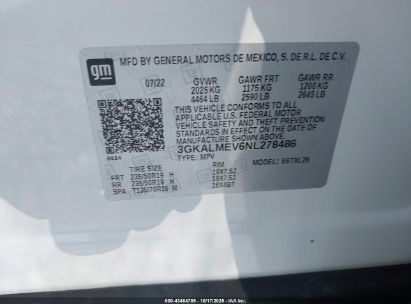 gm
MFD BY GENERAL MOTORS DE MEXICO, S. DE R.L. DE C.V.
07/22 GVWR GAWR FRT GAWR RR
2025 KG 1175 KG 1200 KG
4464 LB 2590 LB 2645 LB
THIS VEHICLE CONFORMS TO ALL
APPLICABLE U.S. FEDERAL MOTOR
VEHICLE SAFETY AND THEFT
PREVENTION STANDARDS IN
EFFECT ON THE DATE OF
MANUFACTURE SHOWN ABOVE.
3GKALMEV6NL278486
6624
TYPE: MPV MODEL:
TIRE SIZE RIM
FRT 235/50R19 H 19X7.5J
RR 235/50R19 H 19X7.5J
SPA T135/70R16 M 16X4BT